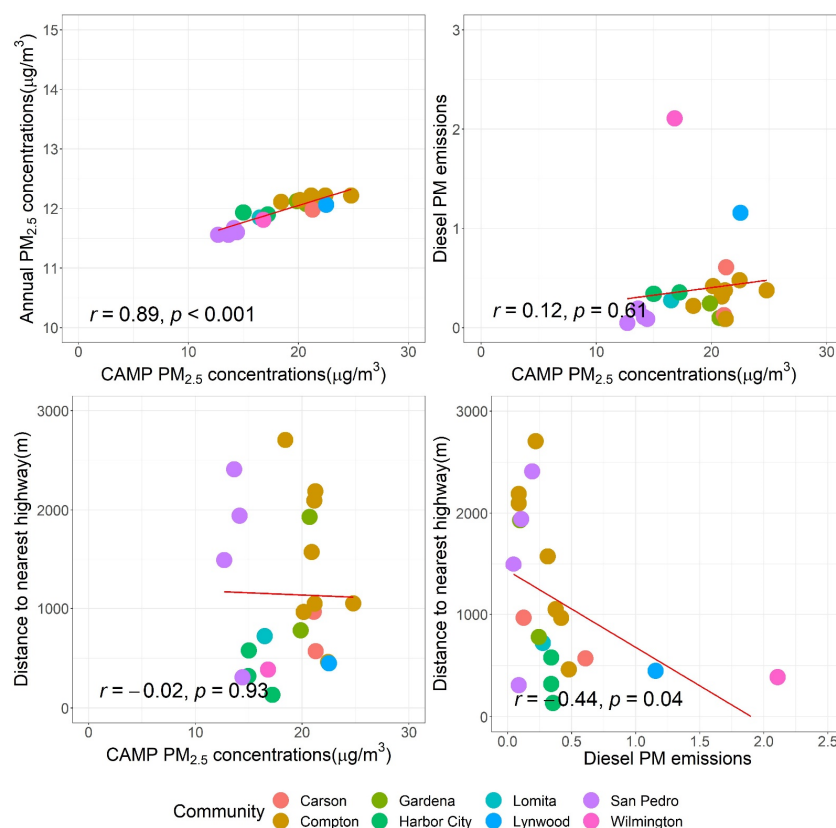 15
14
13
12
11
10
Annual PM2.5 concentrations(μg/m3)
r = 0.89, p < 0.001
0 10 20 30
CAMP PM2.5 concentrations(μg/m3)
3
2
1
0
Diesel PM emissions
r = 0.12, p = 0.61
0 10 20 30
CAMP PM2.5 concentrations(μg/m3)
3000
2000
1000
0
Distance to nearest highway(m)
r = −0.02, p = 0.93
0 10 20 30
CAMP PM2.5 concentrations(μg/m3)
3000
2000
1000
0
Distance to nearest highway(m)
r = −0.44, p = 0.04
0.0 0.5 1.0 1.5 2.0 2.5
Diesel PM emissions
Community
Carson Gardena Lomita San Pedro
Compton Harbor City Lynwood Wilmington